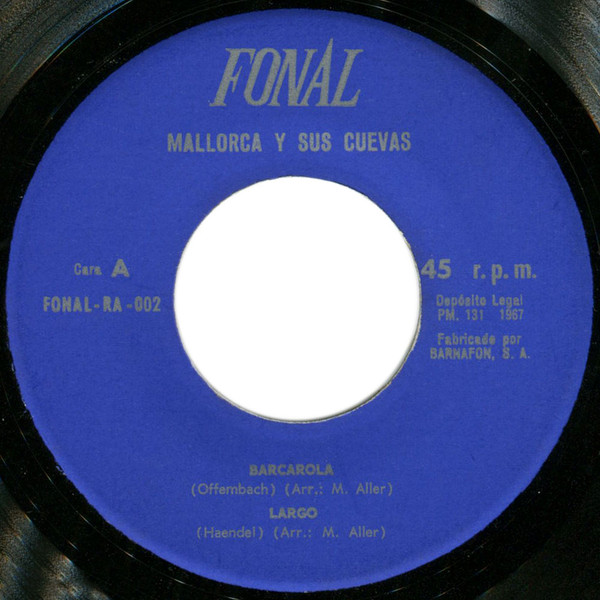 FONAL
MALLORCA Y SUS CUEVAS
Cara A
45 r.p.m.
FONAL-RA-002
Depósito Legal
PM. 131 1967
Fabricado por
BARNAFON, S. A.
BARCAROLA
(Offembach) (Arr.: M. Aller)
LARGO
(Haendel) (Arr.: M. Aller)